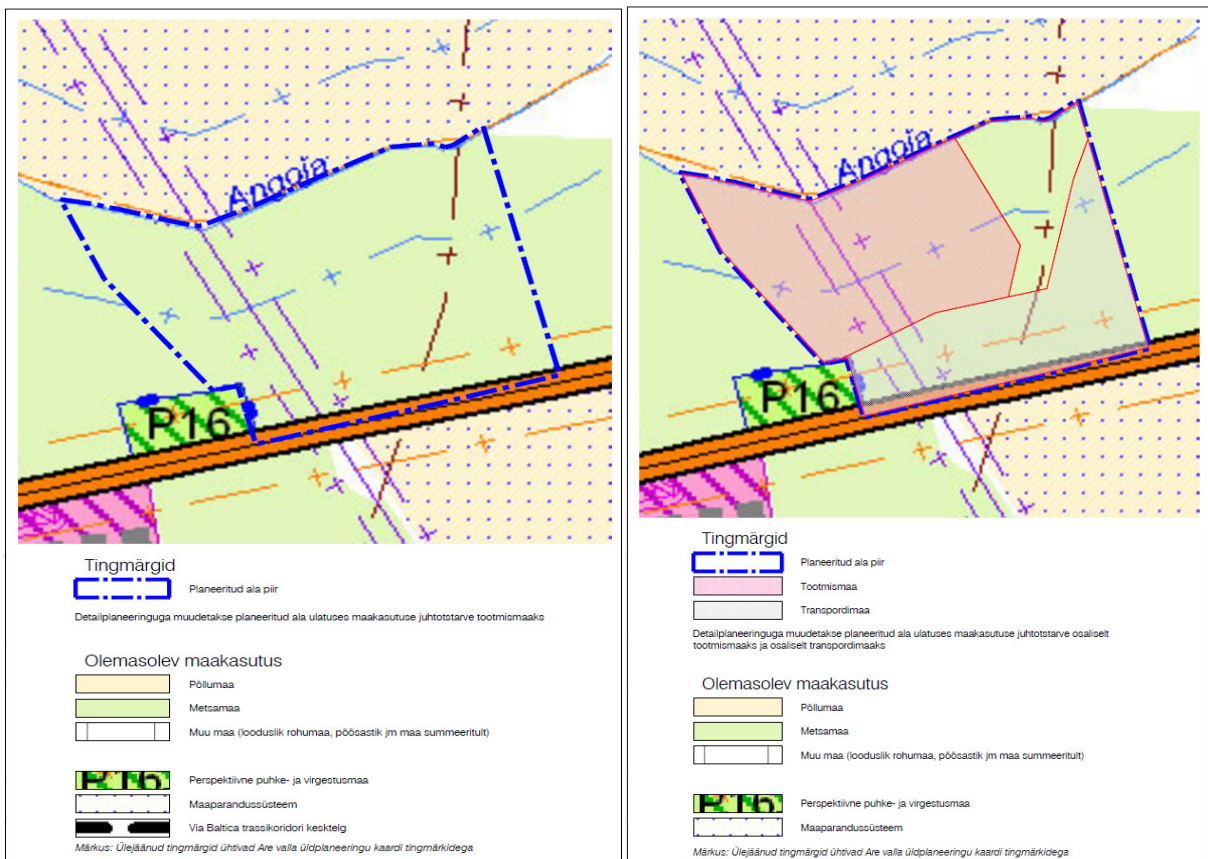 Angoja
P16
Tingmärgid
Planeeritud ala piir
Detailplaneeringuga muudetakse planeeritud ala ulatuses maakasutuse juhtotstarve tootmismaaks
Olemasolev maakasutus
Põllumaa
Metsamaa
Muu maa (looduslik rohumaa, põõsastik jm maa summeeritult)
P16
Perspektiivne puhke- ja virgestusmaa
Maaparandussüsteem
Via Baltica trassikoridori kesktelg
Märkus: Ülejäänud tingmärgid ühtivad Are valla üldplaneeringu kaardi tingmärkidega
Angoja
P16
Tingmärgid
Planeeritud ala piir
Tootmismaa
Transpordimaa
Detailplaneeringuga muudetakse planeeritud ala ulatuses maakasutuse juhtotstarve osaliselt
tootmismaaks ja osaliselt transpordimaaks
Olemasolev maakasutus
Põllumaa
Metsamaa
Muu maa (looduslik rohumaa, põõsastik jm maa summeeritult)
P16
Perspektiivne puhke- ja virgestusmaa
Maaparandussüsteem
Märkus: Ülejäänud tingmärgid ühtivad Are valla üldplaneeringu kaardi tingmärkidega